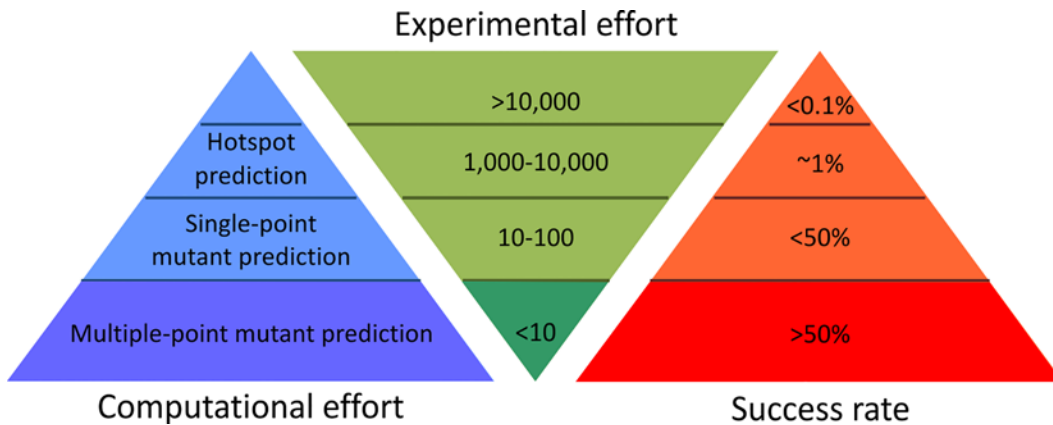 Experimental effort
>10,000
<0.1%
Hotspot
prediction
1,000-10,000
~1%
Single-point
mutant prediction
10-100
<50%
Multiple-point mutant prediction
<10
>50%
Computational effort
Success rate